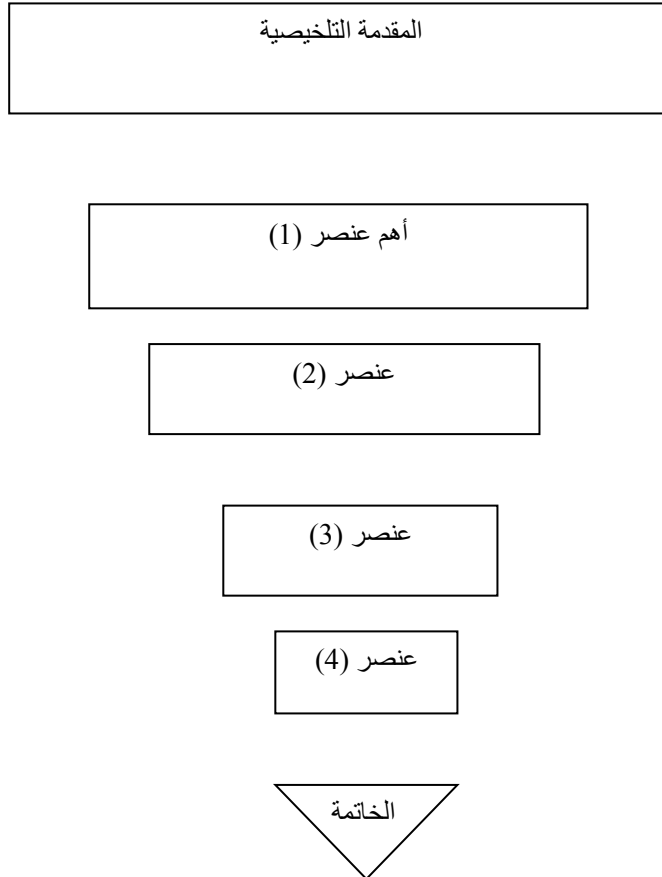 المقدمة التلخيصية
أهم عنصر (1)
عنصر (2)
عنصر (3)
عنصر (4)
الخاتمة